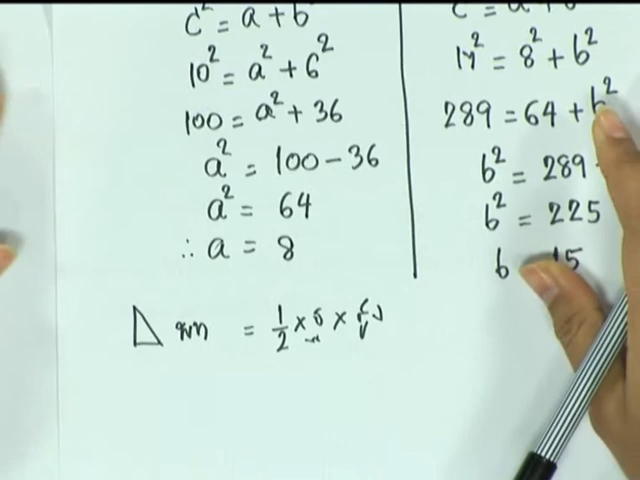 c² = a + b
10² = a² + 6²
100 = a² + 36
a² = 100 - 36
a² = 64
∴ a = 8
17² = 8² + b²
289 = 64 + b²
b² = 289
b² = 225
b 15
= 1/2 ×